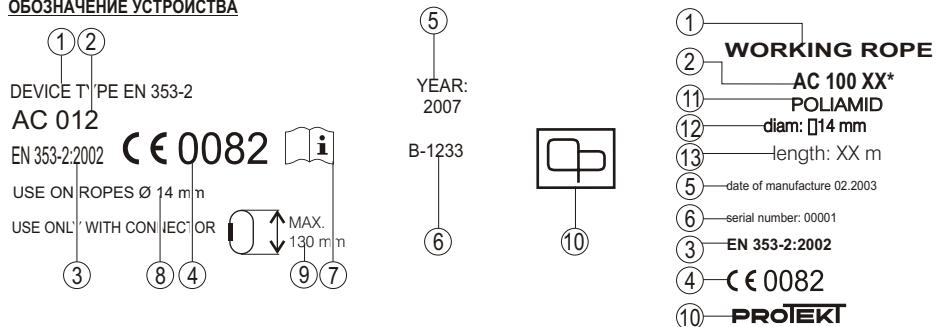 ОБОЗНАЧЕНИЕ УСТРОЙСТВА
1 2
DEVICE TYPE EN 353-2
AC 012
EN 353-2:2002 CE 0082 i
USE ON ROPES Ø 14 mm
USE ONLY WITH CONNECTOR MAX.
130 mm
3 8 4 9 7
5
YEAR:
2007
B-1233
6
10
1 WORKING ROPE
2 AC 100 XX*
11 POLIAMID
12 diam: 14 mm
13 length: XX m
5 date of manufacture 02.2003
6 serial number: 00001
3 EN 353-2:2002
4 CE 0082
10 PROTEKT